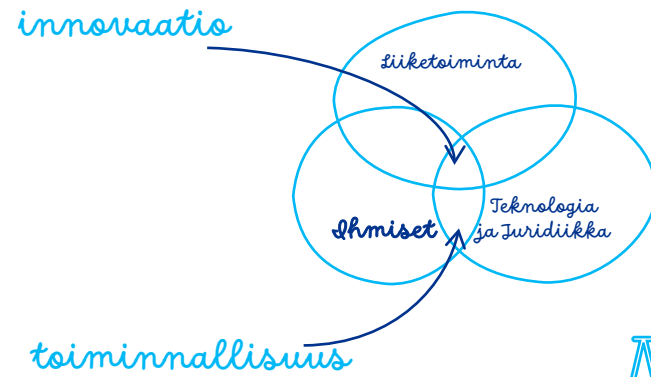 innovaatio
Liiketoiminta
Ihmiset
Teknologia
ja Juridiikka
toiminnallisuus